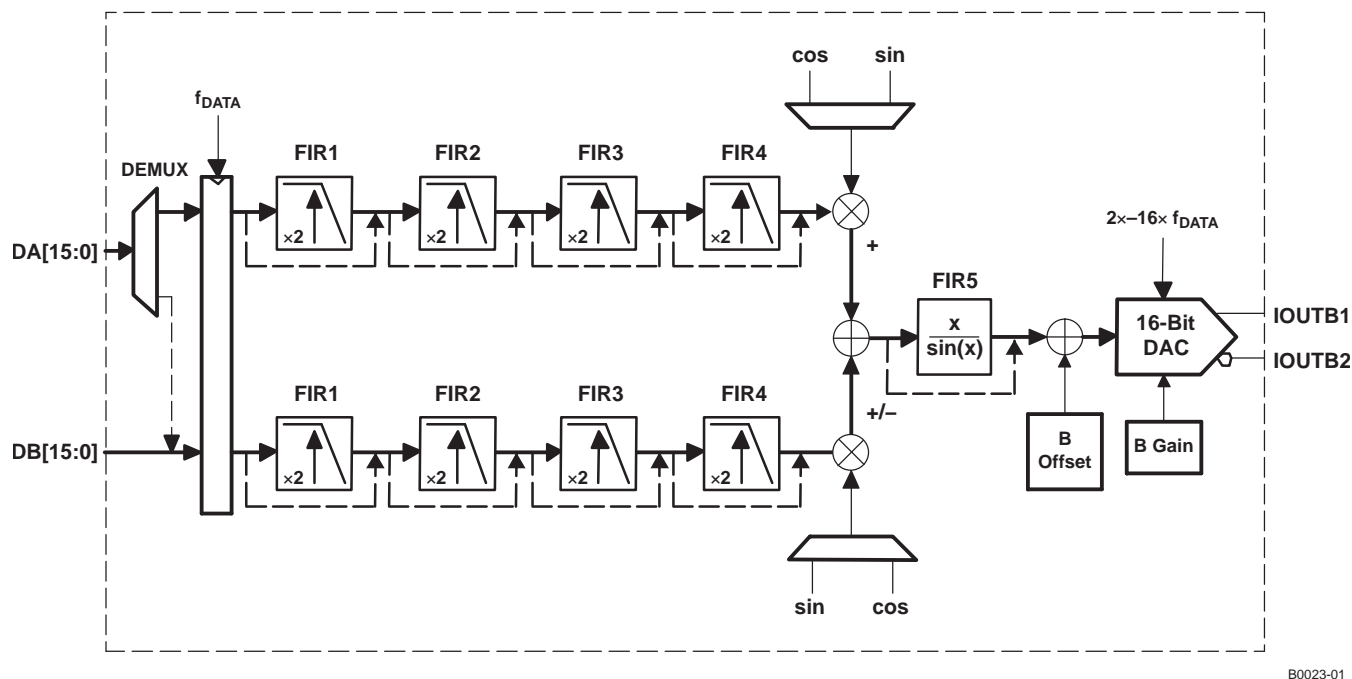 cos sin
fDATA
FIR1 FIR2 FIR3 FIR4
DEMUX
×2 ×2 ×2 ×2
2×–16× fDATA
DA[15:0]
+
FIR5
x
sin(x)
16-Bit
DAC
IOUTB1
IOUTB2
FIR1 FIR2 FIR3 FIR4
+/–
DB[15:0]
×2 ×2 ×2 ×2
B
Offset
B Gain
sin cos
B0023-01